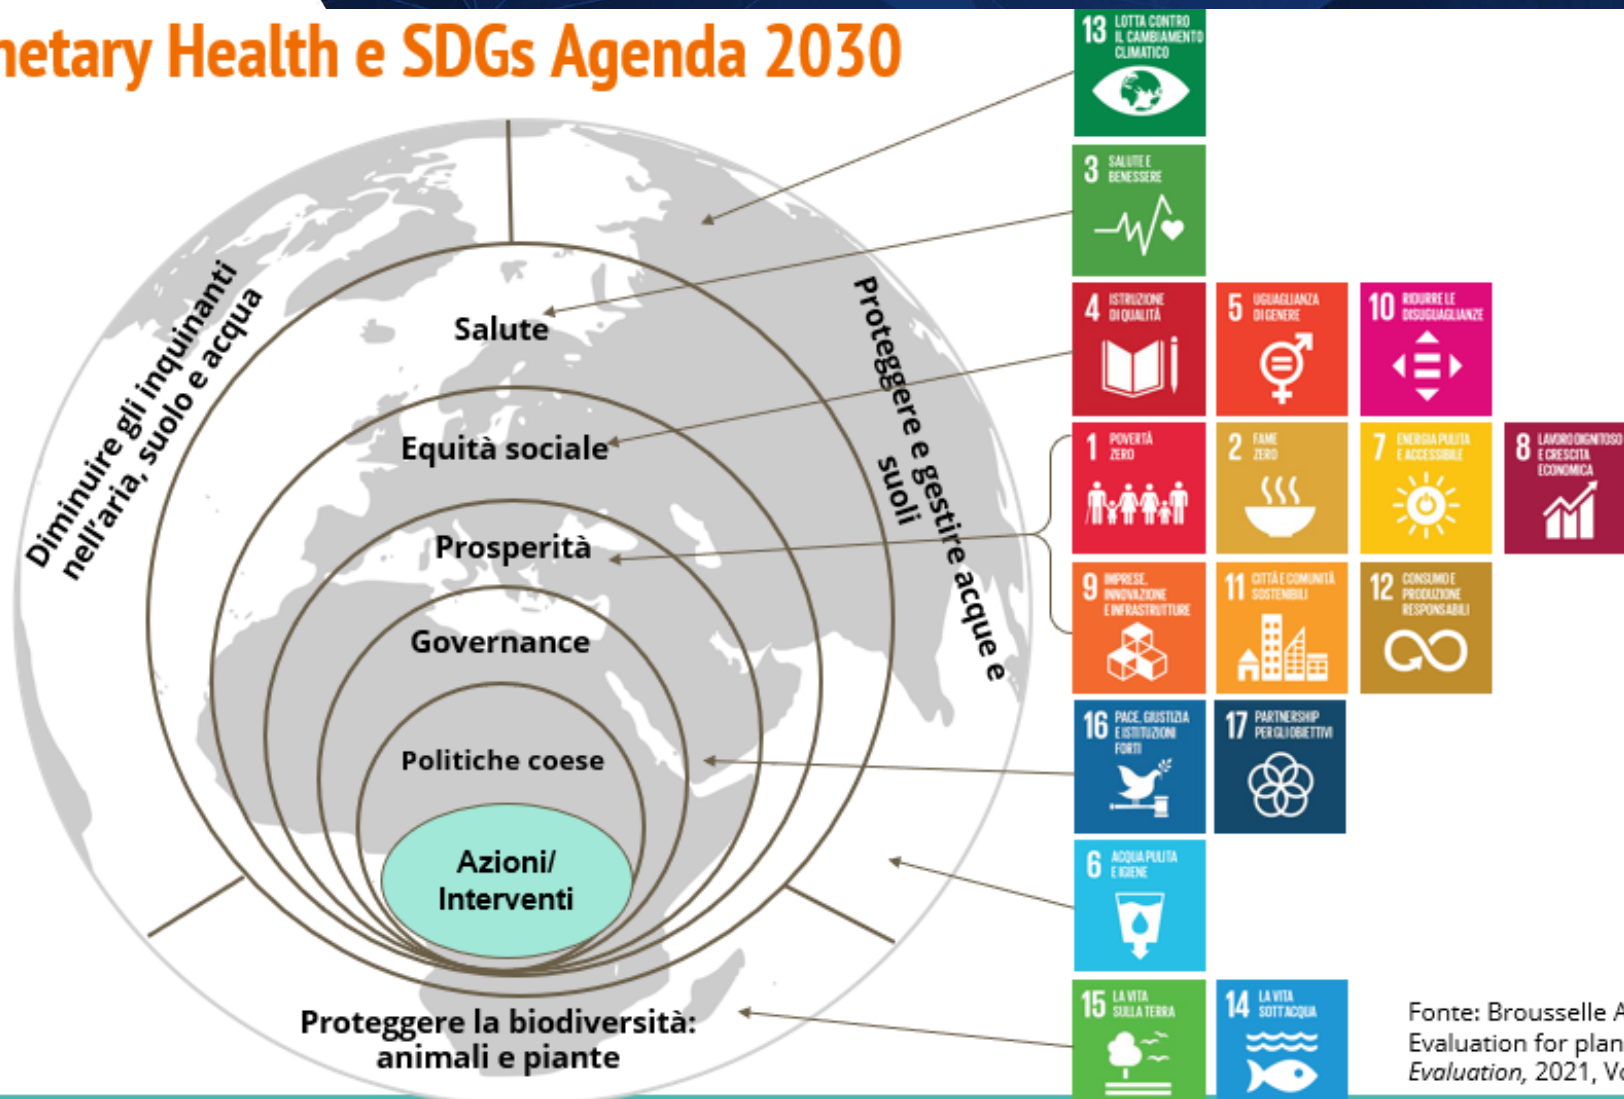 netary Health e SDGs Agenda 2030
13 LOTTA CONTRO
IL CAMBIAMENTO
CLIMATICO
3 SALUTE E
BENESSERE
4 ISTRUZIONE
DI QUALITÀ
5 UGUAGLIANZA
DI GENERE
10 RIDURRE LE
DISUGUAGLIANZE
1 POVERTÀ
ZERO
2 FAME
ZERO
7 ENERGIA PULITA
E ACCESSIBILE
8 LAVORO DIGNITOSO
E CRESCITA
ECONOMICA
9 IMPRESE,
INNOVAZIONE
E INFRASTRUTTURE
11 CITTÀ E COMUNITÀ
SOSTENIBILI
12 CONSUMO E
PRODUZIONE
RESPONSABILI
16 PACE, GIUSTIZIA
E ISTITUZIONI
FORTI
17 PARTNERSHIP
PER GLI OBIETTIVI
6 ACQUA PULITA
E IGIENE
15 LA VITA
SULLA TERRA
14 LA VITA
SOTT'ACQUA
Diminuire gli inquinanti
nell'aria, suolo e acqua
Proteggere e gestire acque e
suoli
Salute
Equità sociale
Prosperità
Governance
Politiche coese
Azioni/
Interventi
Proteggere la biodiversità:
animali e piante
Fonte: Brousselle A
Evaluation for plan
Evaluation, 2021, Vo